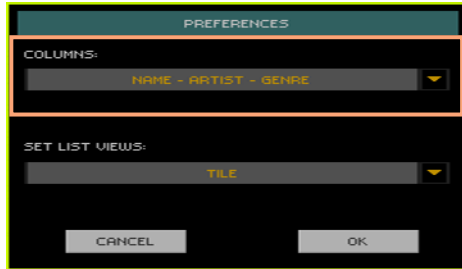 PREFERENCES
COLUMNS:
NAME - ARTIST - GENRE
SET LIST VIEWS:
TILE
CANCEL OK